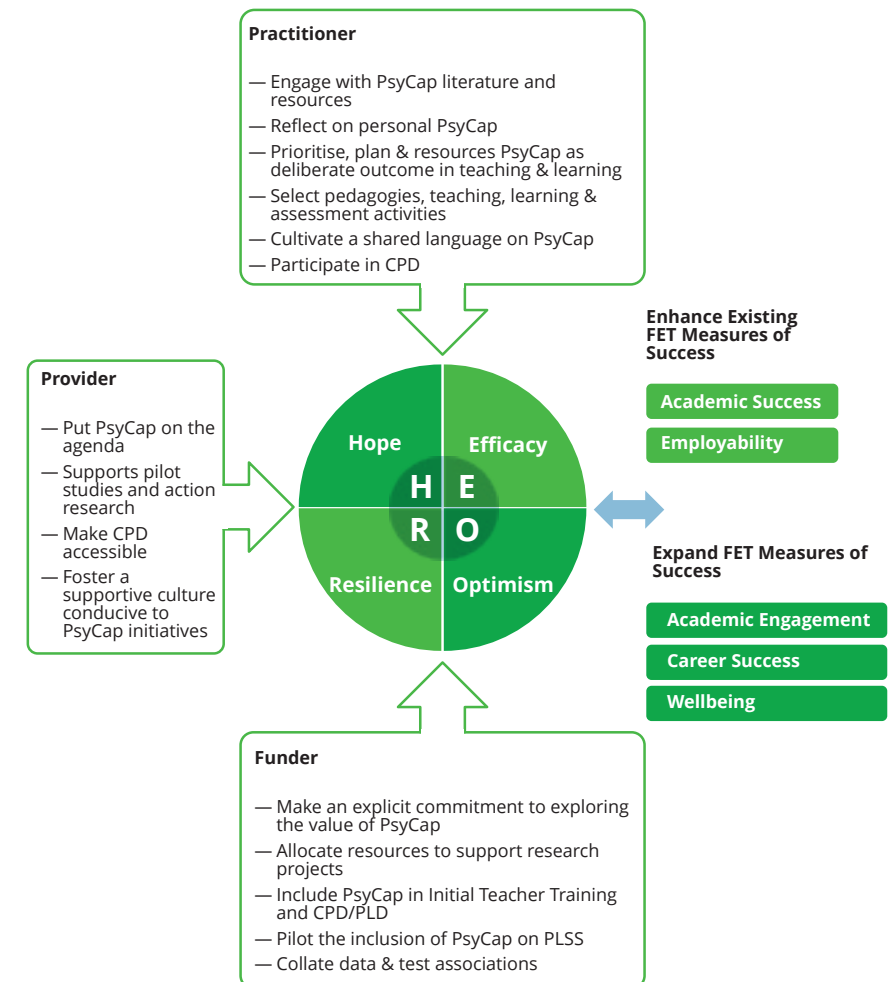 Practitioner
— Engage with PsyCap literature and
resources
— Reflect on personal PsyCap
— Prioritise, plan & resources PsyCap as
deliberate outcome in teaching & learning
— Select pedagogies, teaching, learning &
assessment activities
— Cultivate a shared language on PsyCap
— Participate in CPD
Provider
— Put PsyCap on the
agenda
— Supports pilot
studies and action
research
— Make CPD
accessible
— Foster a
supportive culture
conducive to
PsyCap initiatives
Hope
Efficacy
H E
R O
Resilience
Optimism
Enhance Existing
FET Measures of
Success
Academic Success
Employability
Expand FET Measures of
Success
Academic Engagement
Career Success
Wellbeing
Funder
— Make an explicit commitment to exploring
the value of PsyCap
— Allocate resources to support research
projects
— Include PsyCap in Initial Teacher Training
and CPD/PLD
— Pilot the inclusion of PsyCap on PLSS
— Collate data & test associations